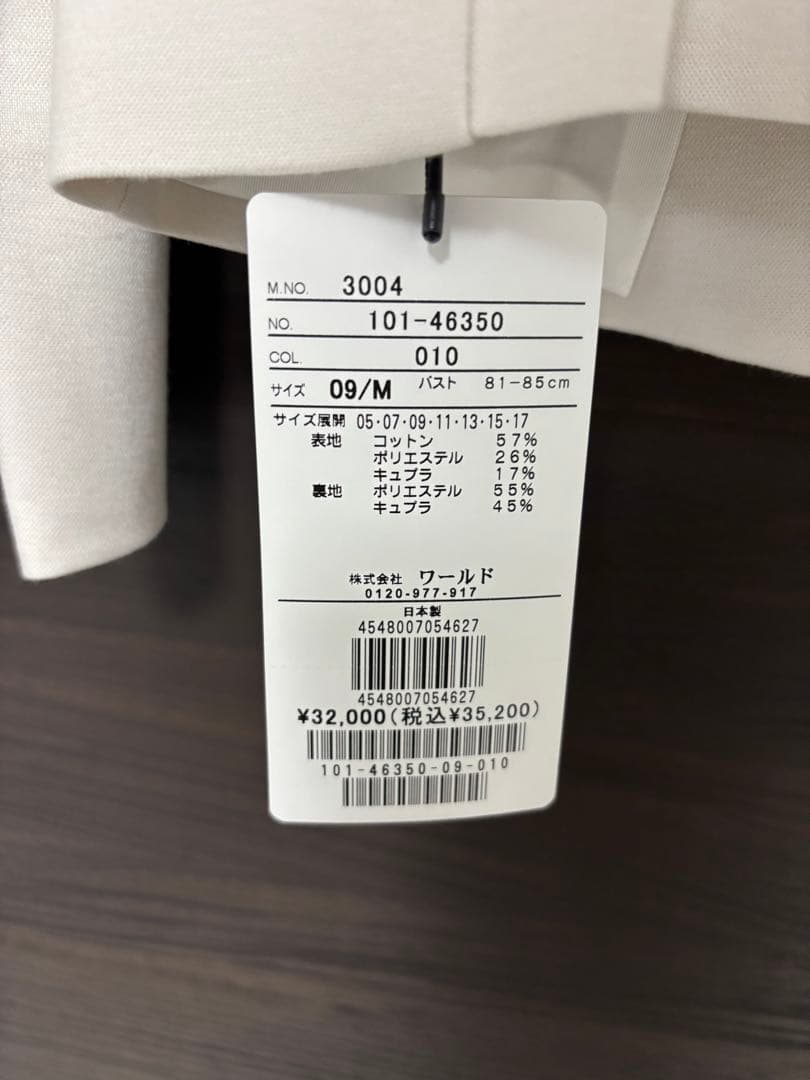 M.NO. 3004
NO. 101-46350
COL. 010
サイズ 09/M バスト 81-85cm
サイズ展開 05・07・09・11・13・15・17
表地 コットン 57%
ポリエステル 26%
キュプラ 17%
裏地 ポリエステル 55%
キュプラ 45%
株式会社 ワールド
0120-977-917
日本製
4548007054627
4548007054627
¥32,000(税込¥35,200)
101-46350-09-010